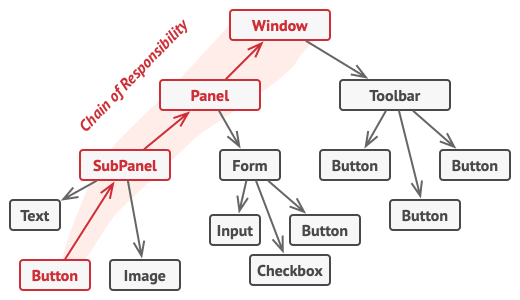 Chain of Responsibility
Window
Panel
Toolbar
SubPanel
Form
Button
Button
Text
Input
Button
Button
Button
Image
Checkbox